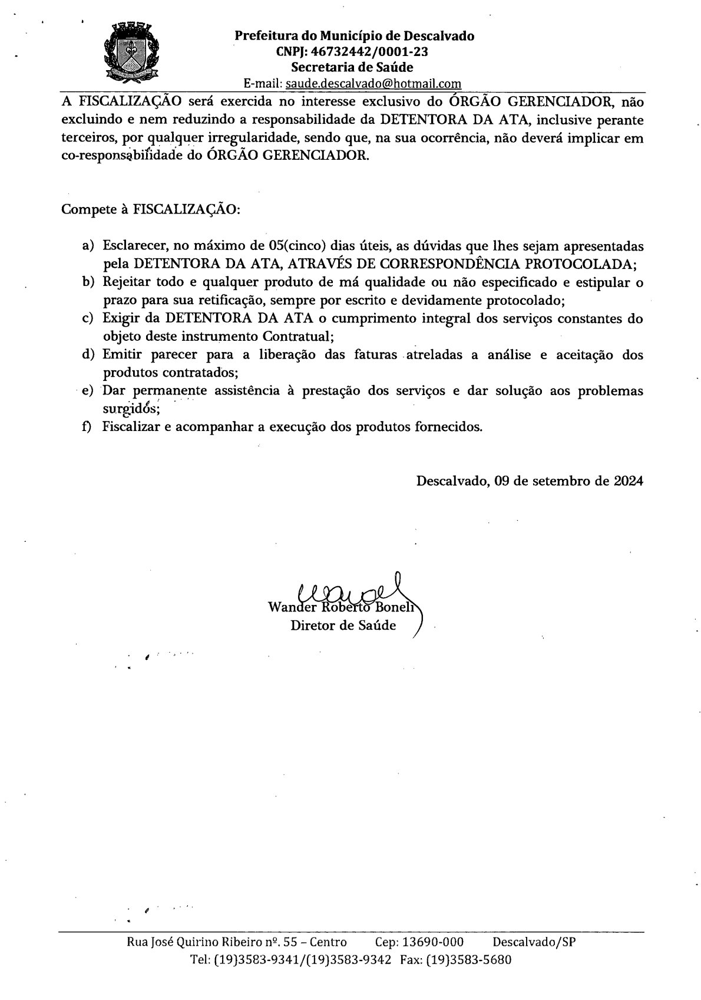 Prefeitura do Município de Descalvado
CNPJ: 46732442/0001-23
Secretaria de Saúde
E-mail: saude.descalvado@hotmail.com
A FISCALIZAÇÃO será exercida no interesse exclusivo do ÓRGÃO GERENCIADOR, não
excluindo e nem reduzindo a responsabilidade da DETENTORA DA ATA, inclusive perante
terceiros, por qualquer irregularidade, sendo que, na sua ocorrência, não deverá implicar em
co-responsabilidade do ÓRGÃO GERENCIADOR.
Compete à FISCALIZAÇÃO:
a) Esclarecer, no máximo de 05(cinco) dias úteis, as dúvidas que lhes sejam apresentadas
pela DETENTORA DA ATA, ATRAVÉS DE CORRESPONDÊNCIA PROTOCOLADA;
b) Rejeitar todo e qualquer produto de má qualidade ou não especificado e estipular o
prazo para sua retificação, sempre por escrito e devidamente protocolado;
c) Exigir da DETENTORA DA ATA o cumprimento integral dos serviços constantes do
objeto deste instrumento Contratual;
d) Emitir parecer para a liberação das faturas atreladas a análise e aceitação dos
produtos contratados;
e) Dar permanente assistência à prestação dos serviços e dar solução aos problemas
surgidos;
f) Fiscalizar e acompanhar a execução dos produtos fornecidos.
Descalvado, 09 de setembro de 2024
Wander Roberto Boneli
Diretor de Saúde
Rua José Quirino Ribeiro nº. 55 – Centro Cep: 13690-000 Descalvado/SP
Tel: (19)3583-9341/(19)3583-9342 Fax: (19)3583-5680